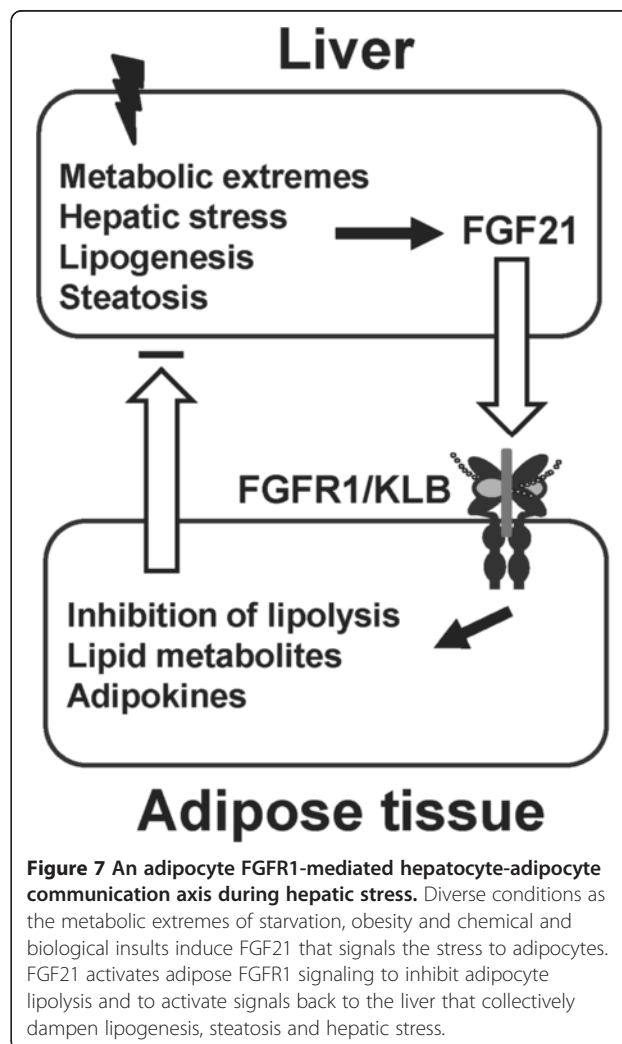 Liver
Metabolic extremes
Hepatic stress
Lipogenesis
Steatosis
FGF21
FGFR1/KLB
Inhibition of lipolysis
Lipid metabolites
Adipokines
Adipose tissue
Figure 7 An adipocyte FGFR1-mediated hepatocyte-adipocyte
communication axis during hepatic stress. Diverse conditions as
the metabolic extremes of starvation, obesity and chemical and
biological insults induce FGF21 that signals the stress to adipocytes.
FGF21 activates adipose FGFR1 signaling to inhibit adipocyte
lipolysis and to activate signals back to the liver that collectively
dampen lipogenesis, steatosis and hepatic stress.